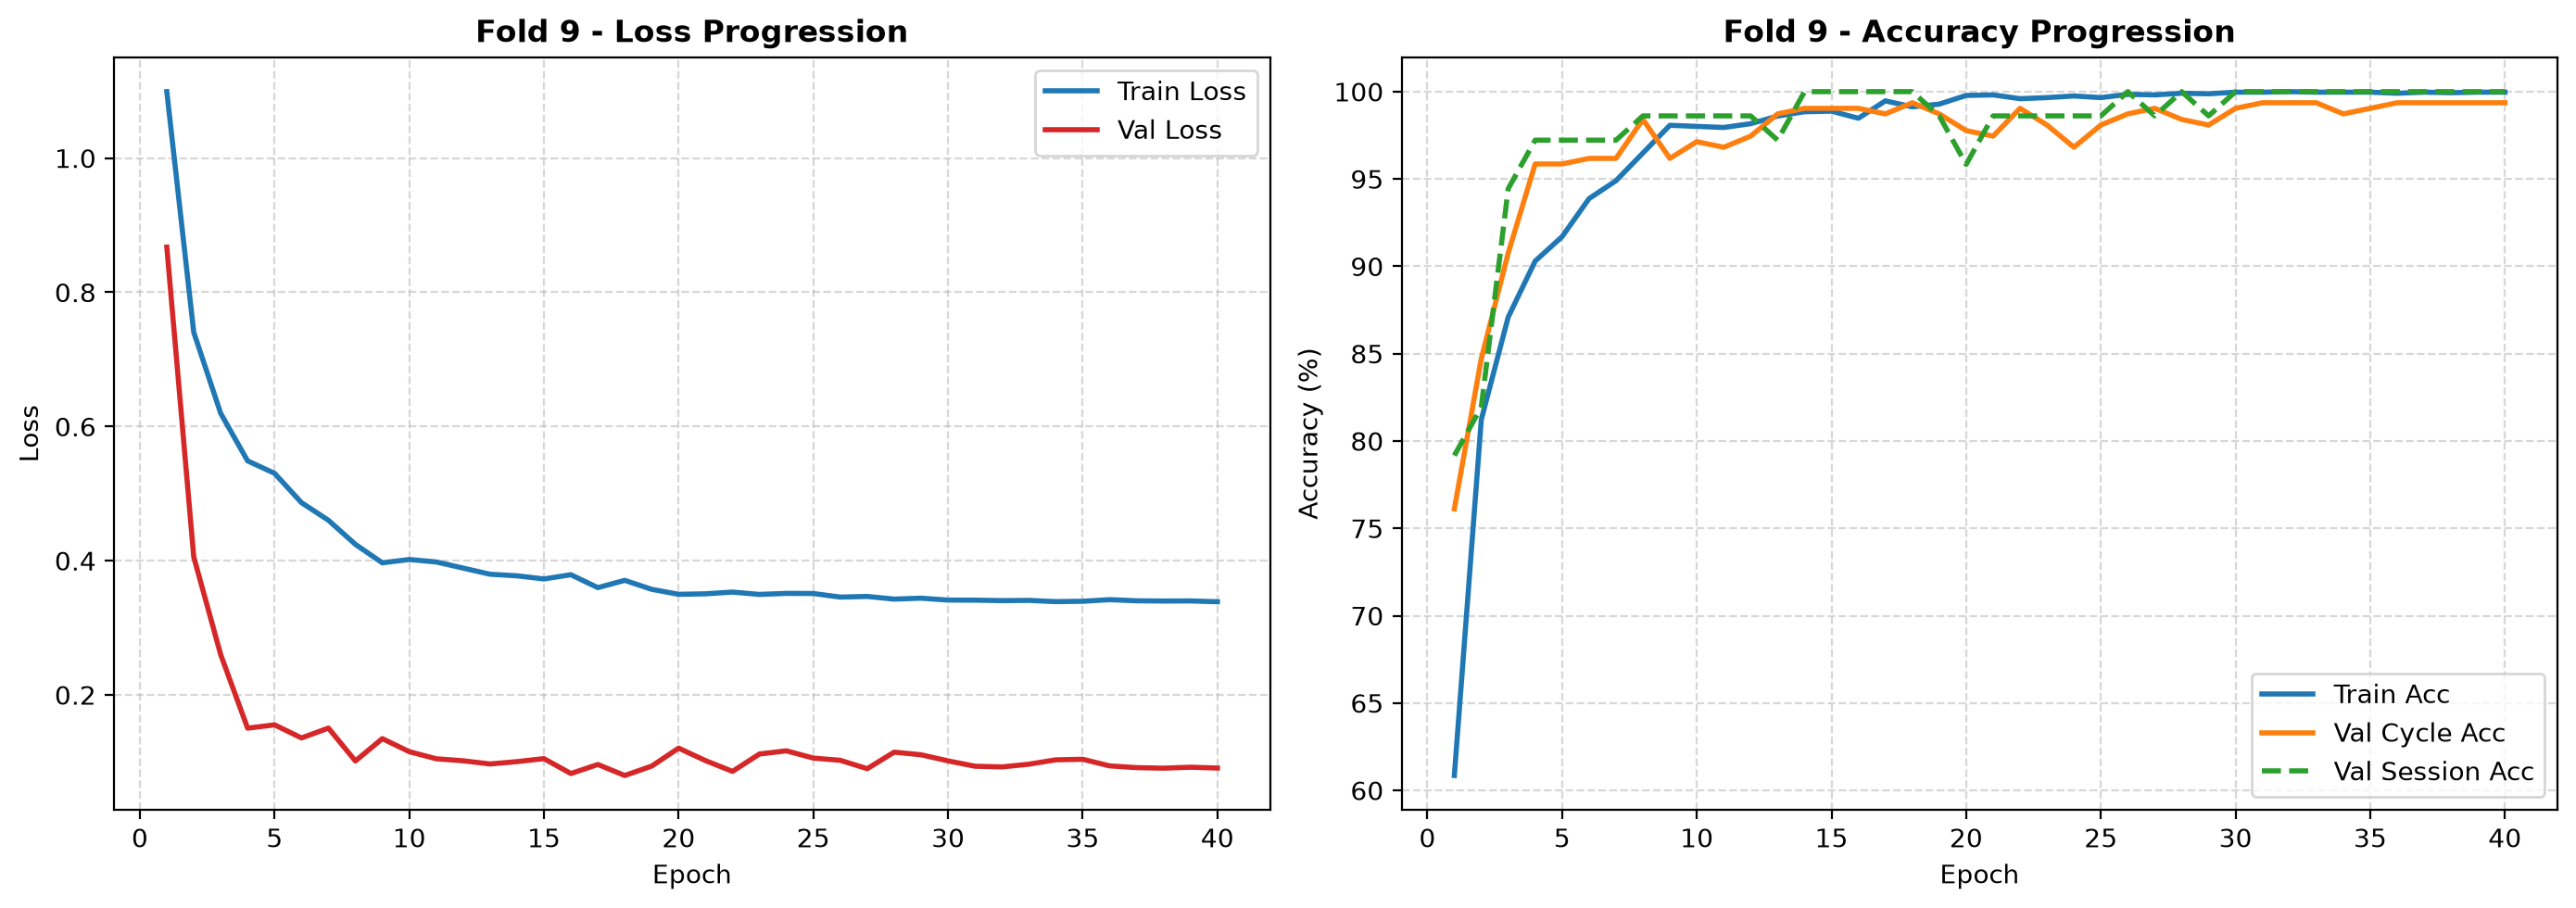 Fold 9 - Loss Progression
Train Loss
Val Loss
1.0
0.8
0.6
0.4
0.2
Loss
0 5 10 15 20 25 30 35 40
Epoch
Fold 9 - Accuracy Progression
100
95
90
85
80
75
70
65
60
Accuracy (%)
Train Acc
Val Cycle Acc
Val Session Acc
0 5 10 15 20 25 30 35 40
Epoch